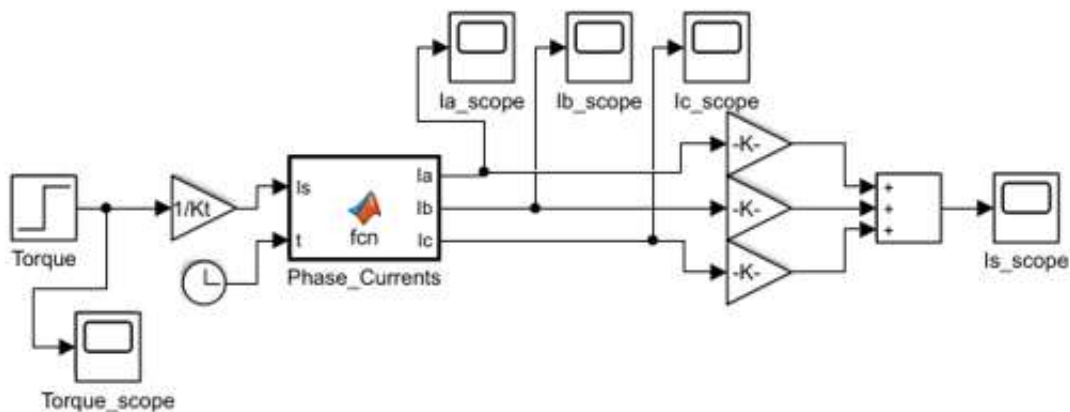 Ia_scope
Ib_scope
Ic_scope
-K-
Is
Ia
+
1/Kt
Ib
-K-
+
fcn
+
t
Ic
Torque
-K-
Is_scope
Phase_Currents
Torque_scope